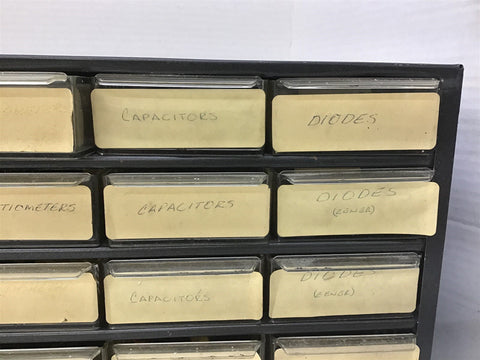 CAPACITORS
DIODES
TIOMETERS
CAPACITORS
DIODES
(ZENOR)
CAPACITORS
DIODES
(ZENOR)